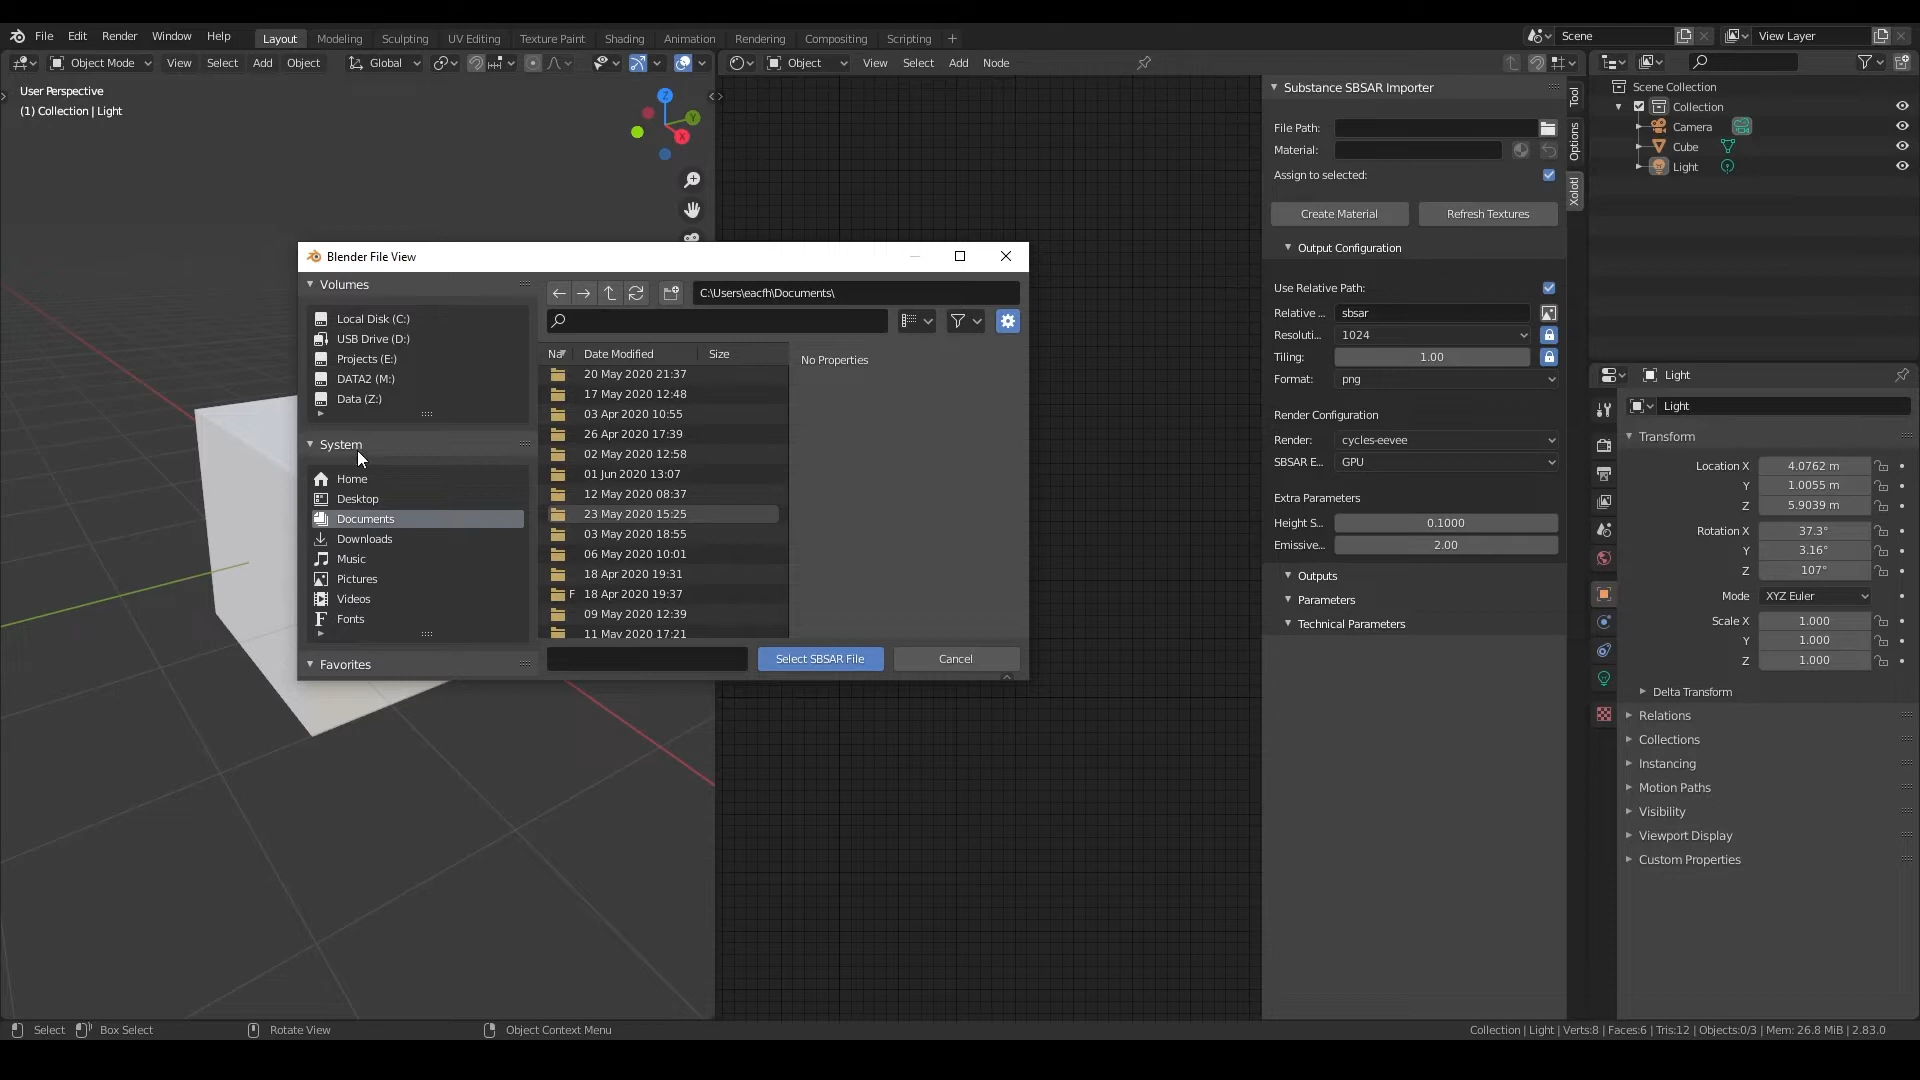 File Edit Render Window Help Layout Modeling Sculpting UV Editing Texture Paint Shading Animation Rendering Compositing Scripting + Scene View Layer
Object Mode View Select Add Object Global Object View Select Add Node
User Perspective
(1) Collection | Light
Z
Y
X
Substance SBSAR Importer
File Path:
Material:
Assign to selected:
Create Material Refresh Textures
Output Configuration
Use Relative Path:
Relative ... sbsar
Resoluti... 1024
Tiling: 1.00
Format: png
Render Configuration
Render: cycles-eevee
SBSAR E... GPU
Extra Parameters
Height S... 0.1000
Emissive... 2.00
Outputs
Parameters
Technical Parameters
Tool
Options
Xolotl
Scene Collection
Collection
Camera
Cube
Light
Light
Light
Transform
Location X 4.0762 m
Y 1.0055 m
Z 5.9039 m
Rotation X 37.3°
Y 3.16°
Z 107°
Mode XYZ Euler
Scale X 1.000
Y 1.000
Z 1.000
Delta Transform
Relations
Collections
Instancing
Motion Paths
Visibility
Viewport Display
Custom Properties
Blender File View
Volumes
Local Disk (C:)
USB Drive (D:)
Projects (E:)
DATA2 (M:)
Data (Z:)
System
Home
Desktop
Documents
Downloads
Music
Pictures
Videos
Fonts
Favorites
C:\Users\eacfh\Documents\
Na Date Modified Size
20 May 2020 21:37
17 May 2020 12:48
03 Apr 2020 10:55
26 Apr 2020 17:39
02 May 2020 12:58
01 Jun 2020 13:07
12 May 2020 08:37
23 May 2020 15:25
03 May 2020 18:55
06 May 2020 10:01
18 Apr 2020 19:31
F 18 Apr 2020 19:37
09 May 2020 12:39
11 May 2020 17:21
No Properties
Select SBSAR File Cancel
Select Box Select Rotate View Object Context Menu Collection | Light | Verts:8 | Faces:6 | Tris:12 | Objects:0/3 | Mem: 26.8 MiB | 2.83.0